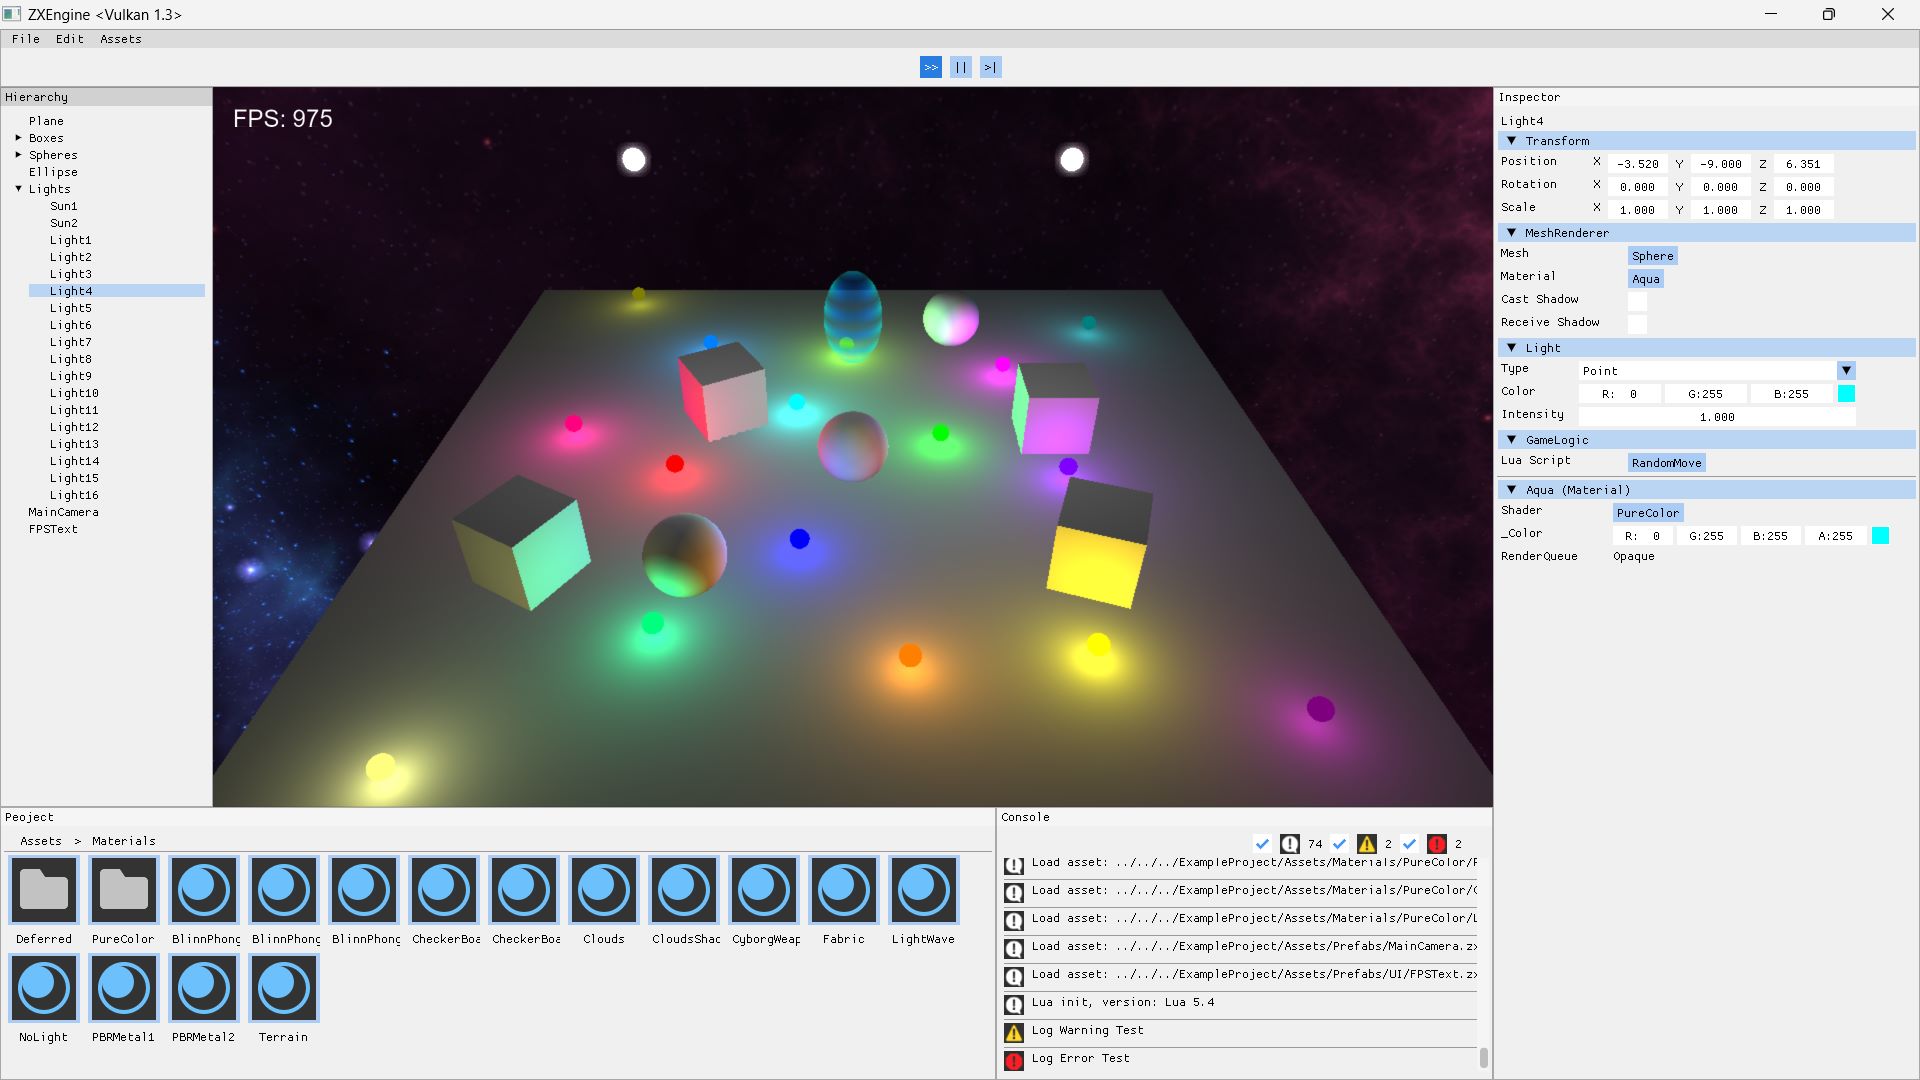 ZXEngine <Vulkan 1.3>
File Edit Assets
>> || >|
Hierarchy
Plane
Boxes
Spheres
Ellipse
Lights
Sun1
Sun2
Light1
Light2
Light3
Light4
Light5
Light6
Light7
Light8
Light9
Light10
Light11
Light12
Light13
Light14
Light15
Light16
MainCamera
FPSText
FPS: 975
Inspector
Light4
Transform
Position X -3.520 Y -9.000 Z 6.351
Rotation X 0.000 Y 0.000 Z 0.000
Scale X 1.000 Y 1.000 Z 1.000
MeshRenderer
Mesh Sphere
Material Aqua
Cast Shadow
Receive Shadow
Light
Type Point
Color R: 0 G:255 B:255
Intensity 1.000
GameLogic
Lua Script RandomMove
Aqua (Material)
Shader PureColor
_Color R: 0 G:255 B:255 A:255
RenderQueue Opaque
Peoject
Assets > Materials
Deferred PureColor BlinnPhong BlinnPhong BlinnPhong CheckerBoa CheckerBoa Clouds CloudsShad CyborgWeap Fabric LightWave
NoLight PBRMetal1 PBRMetal2 Terrain
Console
74 2 2
Load asset: ../../../ExampleProject/Assets/Materials/PureColor/
Load asset: ../../../ExampleProject/Assets/Materials/PureColor/
Load asset: ../../../ExampleProject/Assets/Materials/PureColor/
Load asset: ../../../ExampleProject/Assets/Prefabs/MainCamera.zx
Load asset: ../../../ExampleProject/Assets/Prefabs/UI/FPSText.zx
Lua init, version: Lua 5.4
Log Warning Test
Log Error Test